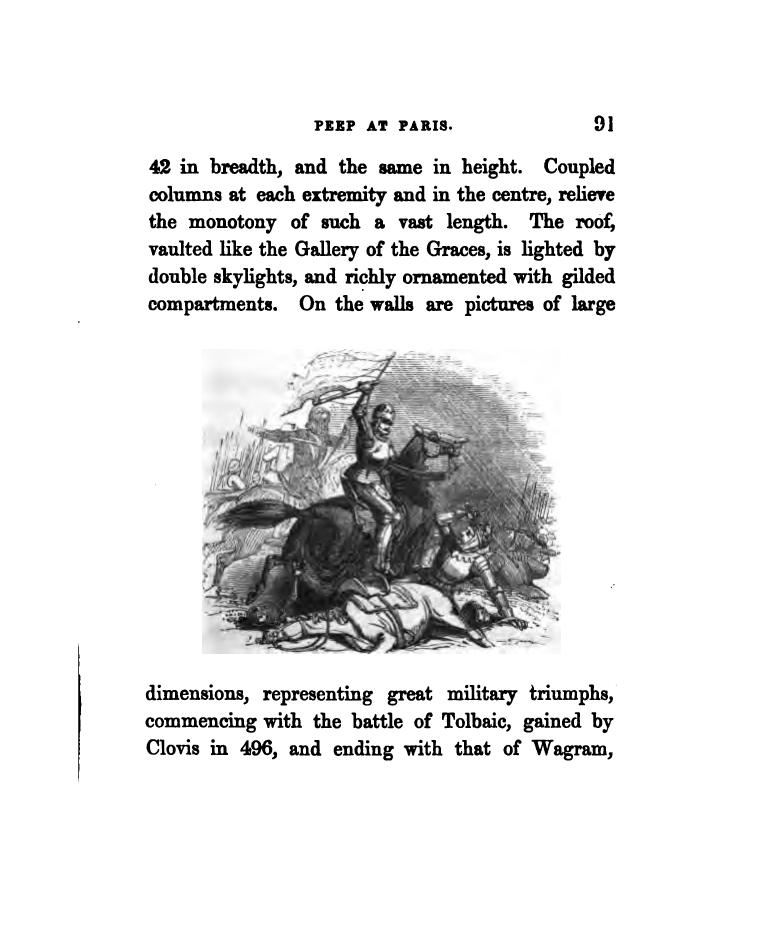 PEEP AT PARIS. 91
42 in breadth, and the same in height. Coupled
columns at each extremity and in the centre, relieve
the monotony of such a vast length. The roof,
vaulted like the Gallery of the Graces, is lighted by
double skylights, and richly ornamented with gilded
compartments. On the walls are pictures of large
dimensions, representing great military triumphs,
commencing with the battle of Tolbaic, gained by
Clovis in 496, and ending with that of Wagram,